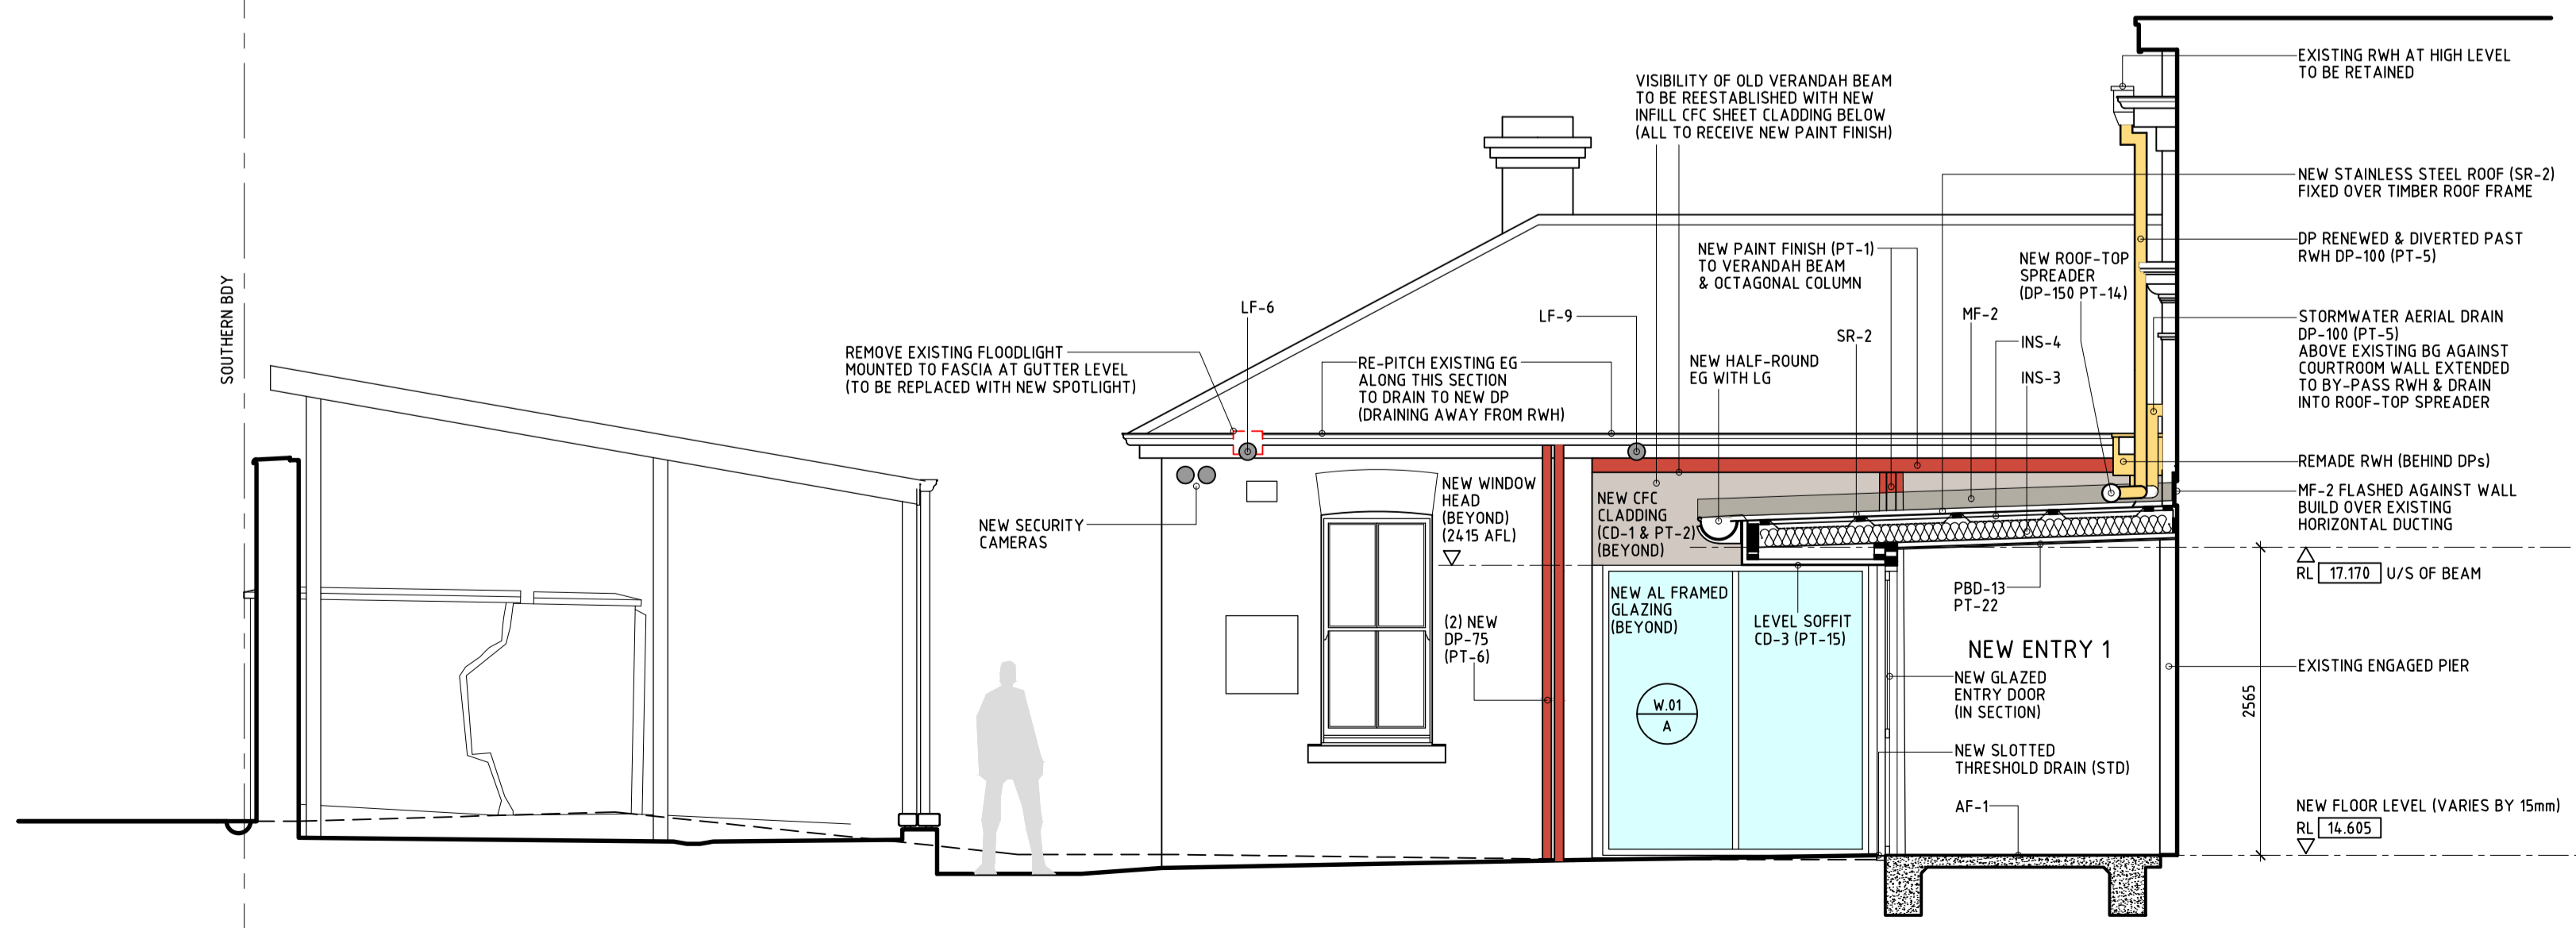 SOUTHERN BDY
REMOVE EXISTING FLOODLIGHT
MOUNTED TO FASCIA AT GUTTER LEVEL
(TO BE REPLACED WITH NEW SPOTLIGHT)
LF-6
NEW SECURITY
CAMERAS
RE-PITCH EXISTING EG
ALONG THIS SECTION
TO DRAIN TO NEW DP
(DRAINING AWAY FROM RWH)
LF-9
VISIBILITY OF OLD VERANDAH BEAM
TO BE REESTABLISHED WITH NEW
INFILL CFC SHEET CLADDING BELOW
(ALL TO RECEIVE NEW PAINT FINISH)
NEW PAINT FINISH (PT-1)
TO VERANDAH BEAM
& OCTAGONAL COLUMN
NEW HALF-ROUND
EG WITH LG
SR-2
MF-2
NEW ROOF-TOP
SPREADER
(DP-150 PT-14)
INS-4
INS-3
NEW WINDOW
HEAD
(BEYOND)
(2415 AFL)
NEW CFC
CLADDING
(CD-1 & PT-2)
(BEYOND)
(2) NEW
DP-75
(PT-6)
NEW AL FRAMED
GLAZING
(BEYOND)
W.01
A
LEVEL SOFFIT
CD-3 (PT-15)
PBD-13
PT-22
NEW ENTRY 1
NEW GLAZED
ENTRY DOOR
(IN SECTION)
NEW SLOTTED
THRESHOLD DRAIN (STD)
AF-1
2565
EXISTING RWH AT HIGH LEVEL
TO BE RETAINED
NEW STAINLESS STEEL ROOF (SR-2)
FIXED OVER TIMBER ROOF FRAME
DP RENEWED & DIVERTED PAST
RWH DP-100 (PT-5)
STORMWATER AERIAL DRAIN
DP-100 (PT-5)
ABOVE EXISTING BG AGAINST
COURTROOM WALL EXTENDED
TO BY-PASS RWH & DRAIN
INTO ROOF-TOP SPREADER
REMADE RWH (BEHIND DPs)
MF-2 FLASHED AGAINST WALL
BUILD OVER EXISTING
HORIZONTAL DUCTING
RL 17.170 U/S OF BEAM
EXISTING ENGAGED PIER
NEW FLOOR LEVEL (VARIES BY 15mm)
RL 14.605